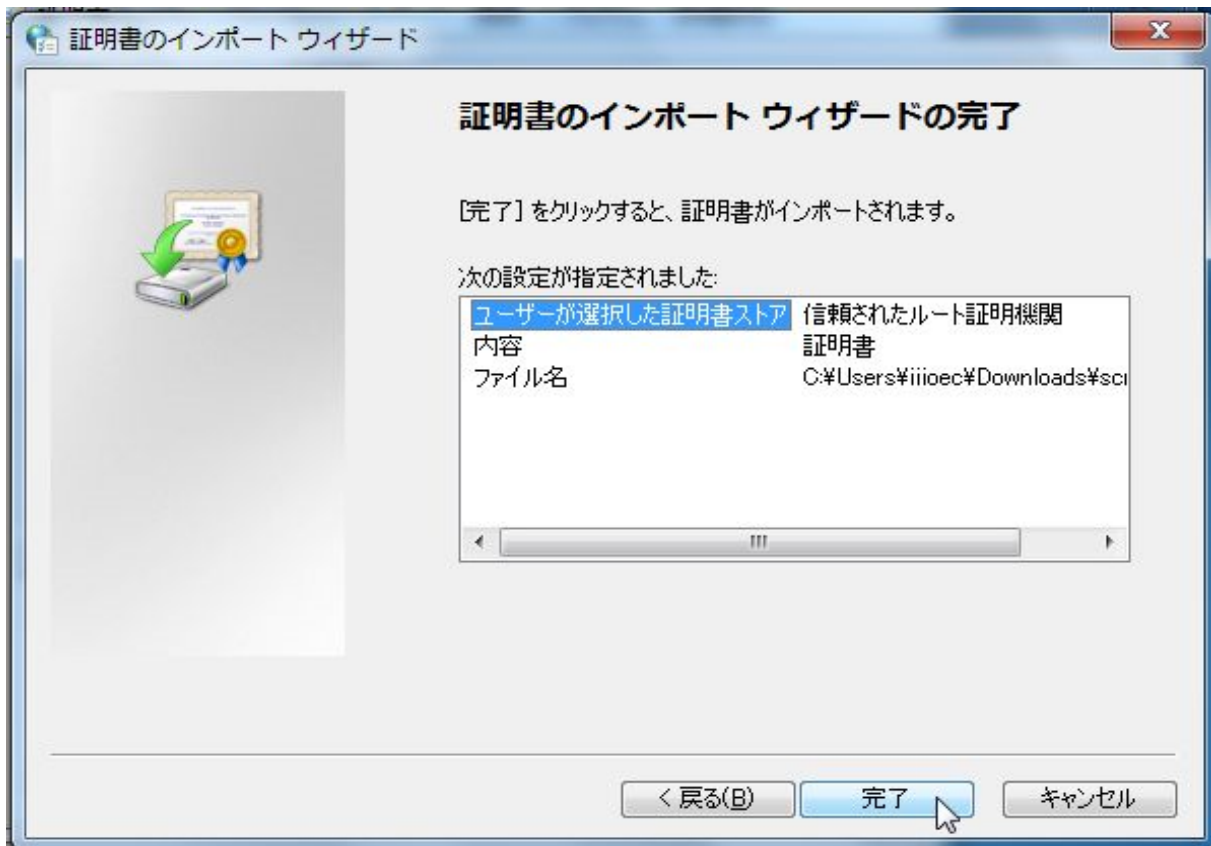 証明書のインポート ウィザード
証明書のインポート ウィザードの完了
[完了] をクリックすると、証明書がインポートされます。
次の設定が指定されました:
ユーザーが選択した証明書ストア 信頼されたルート証明機関
内容 証明書
ファイル名 C:¥Users¥iiioec¥Downloads¥scr
< 戻る(B) 完了 キャンセル